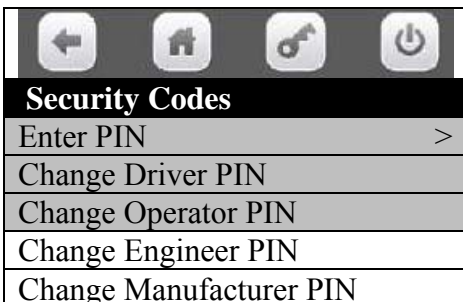 Security Codes
Enter PIN >
Change Driver PIN
Change Operator PIN
Change Engineer PIN
Change Manufacturer PIN